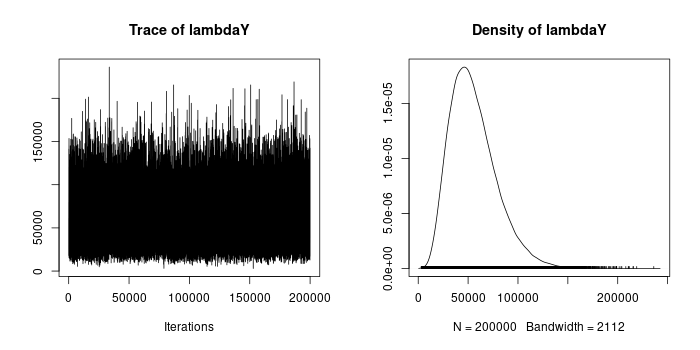 Trace of lambdaY
150000
50000
0
0
50000
100000
150000
200000
Iterations
Density of lambdaY
1.5e-05
1.0e-05
5.0e-06
0.0e+00
0
50000
100000
200000
N = 200000 Bandwidth = 2112